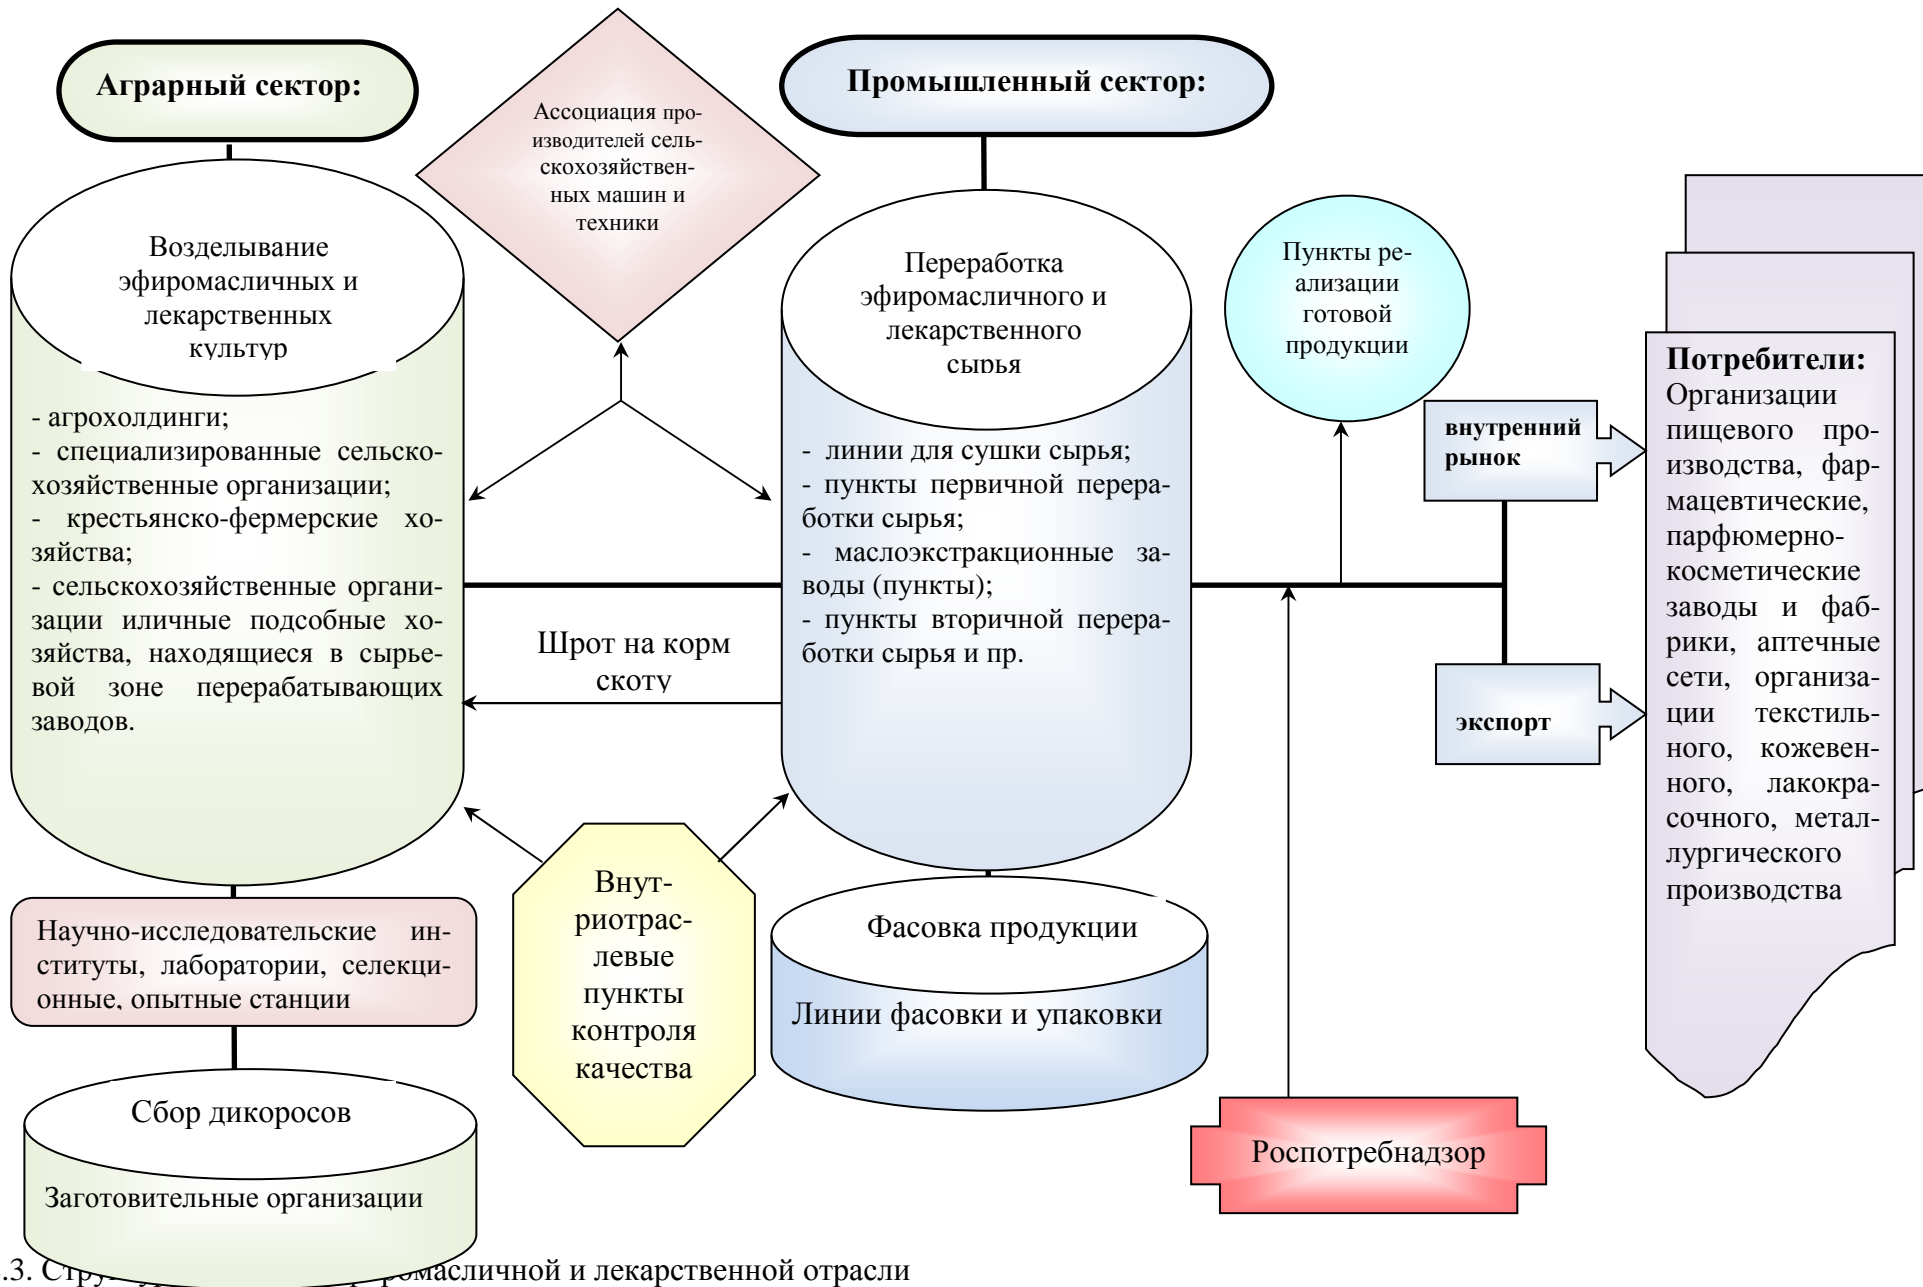 Аграрный сектор:
Возделывание
эфиромасличных и
лекарственных
культур
- агрохолдинги;
- специализированные сельско-
хозяйственные организации;
- крестьянско-фермерские хо-
зяйства;
- сельскохозяйственные органи-
зации иличные подсобные хо-
зяйства, находящиеся в сырье-
вой зоне перерабатывающих
заводов.
Научно-исследовательские ин-
ституты, лаборатории, селекци-
онные, опытные станции
Сбор дикоросов
Заготовительные организации
Ассоциация про-
изводителей сель-
скохозяйствен-
ных машин и
техники
Шрот на корм
скоту
Внут-
риотрас-
левые
пункты
контроля
качества
Промышленный сектор:
Переработка
эфиромасличного и
лекарственного
сырья
- линии для сушки сырья;
- пункты первичной перера-
ботки сырья;
- маслоэкстракционные за-
воды (пункты);
- пункты вторичной перера-
ботки сырья и пр.
Фасовка продукции
Линии фасовки и упаковки
Пункты ре-
ализации
готовой
продукции
внутренний
рынок
экспорт
Роспотребнадзор
Потребители:
Организации
пищевого про-
изводства, фар-
мацевтические,
парфюмерно-
косметические
заводы и фаб-
рики, аптечные
сети, организа-
ции текстиль-
ного, кожевен-
ного, лакокра-
сочного, метал-
лургического
производства
.3. масличной и лекарственной отрасли